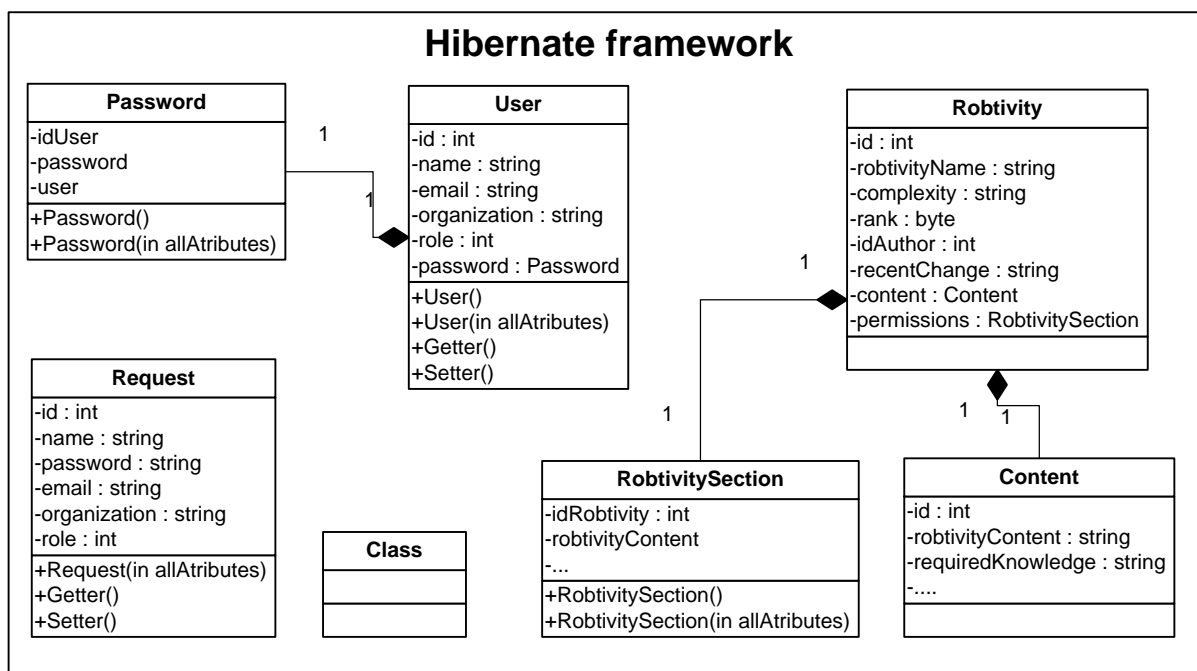 Hibernate framework
Password
-idUser
-password
-user
+Password()
+Password(in allAtributes)
1
1
User
-id : int
-name : string
-email : string
-organization : string
-role : int
-password : Password
+User()
+User(in allAtributes)
+Getter()
+Setter()
Robtivity
-id : int
-robtivityName : string
-complexity : string
-rank : byte
-idAuthor : int
-recentChange : string
-content : Content
-permissions : RobtivitySection
1
1
1
1
Request
-id : int
-name : string
-password : string
-email : string
-organization : string
-role : int
+Request(in allAtributes)
+Getter()
+Setter()
Class
RobtivitySection
-idRobtivity : int
-robtivityContent
-...
+RobtivitySection()
+RobtivitySection(in allAtributes)
Content
-id : int
-robtivityContent : string
-requiredKnowledge : string
-....